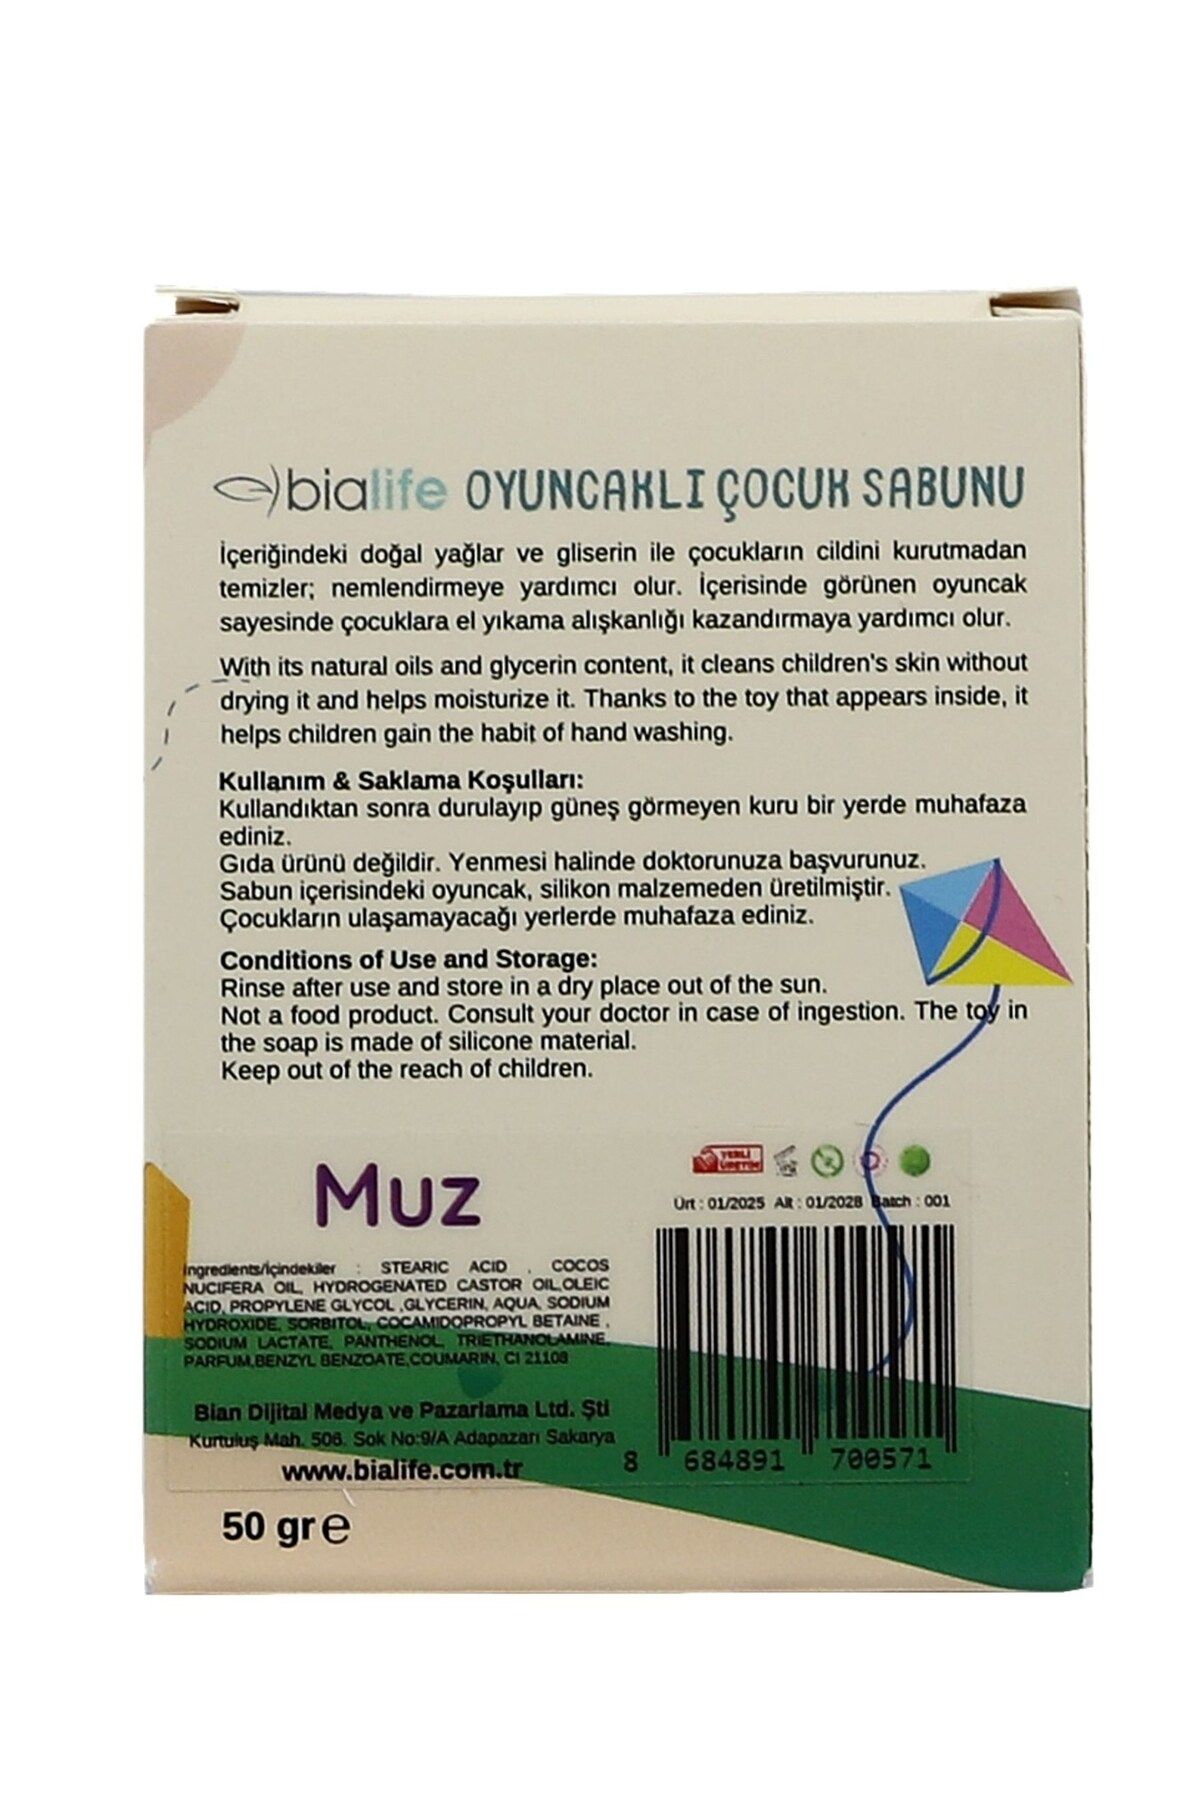 bialife OYUNCAKLI ÇOCUK SABUNU
İçeriğindeki doğal yağlar ve gliserin ile çocukların cildini kurutmadan
temizler; nemlendirmeye yardımcı olur. İçerisinde görünen oyuncak
sayesinde çocuklara el yıkama alışkanlığı kazandırmaya yardımcı olur.
With its natural oils and glycerin content, it cleans children's skin without
drying it and helps moisturize it. Thanks to the toy that appears inside, it
helps children gain the habit of hand washing.
Kullanım & Saklama Koşulları:
Kullandıktan sonra durulayıp güneş görmeyen kuru bir yerde muhafaza
ediniz.
Gıda ürünü değildir. Yenmesi halinde doktorunuza başvurunuz.
Sabun içerisindeki oyuncak, silikon malzemeden üretilmiştir.
Çocukların ulaşamayacağı yerlerde muhafaza ediniz.
Conditions of Use and Storage:
Rinse after use and store in a dry place out of the sun.
Not a food product. Consult your doctor in case of ingestion. The toy in
the soap is made of silicone material.
Keep out of the reach of children.
Muz
YERLİ
ÜRETİM
Ürt : 01/2025 Alt : 01/2028 Batch : 001
Ingredients/İçindekiler : STEARIC ACID , COCOS
NUCIFERA OIL, HYDROGENATED CASTOR OIL,OLEIC
ACID, PROPYLENE GLYCOL ,GLYCERIN, AQUA, SODIUM
HYDROXIDE, SORBITOL, COCAMIDOPROPYL BETAINE ,
SODIUM LACTATE, PANTHENOL, TRIETHANOLAMINE,
PARFUM,BENZYL BENZOATE,COUMARIN, CI 21108
Bian Dijital Medya ve Pazarlama Ltd. Şti
Kurtuluş Mah. 506. Sok No:9/A Adapazarı Sakarya
www.bialife.com.tr
8 684891 700571
50 gr ℮